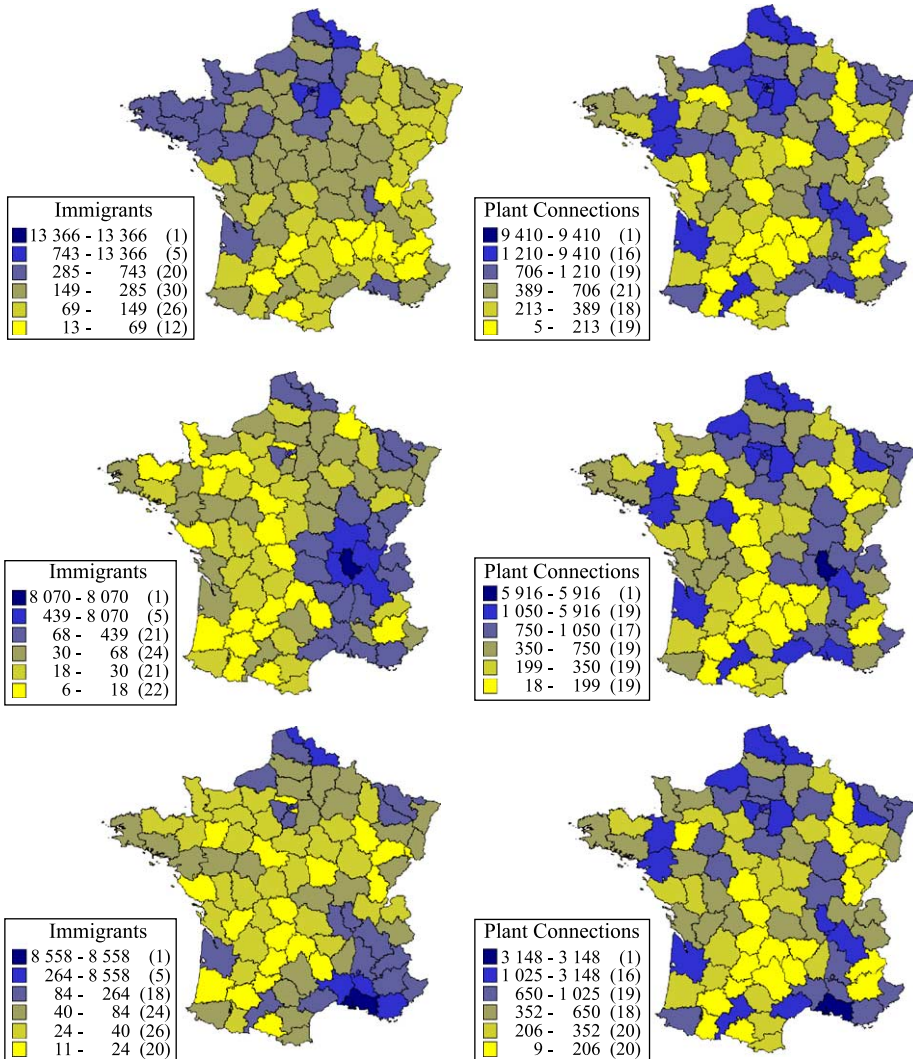 Immigrants
13 366 - 13 366 (1)
743 - 13 366 (5)
285 - 743 (20)
149 - 285 (30)
69 - 149 (26)
13 - 69 (12)
Plant Connections
9 410 - 9 410 (1)
1 210 - 9 410 (16)
706 - 1 210 (19)
389 - 706 (21)
213 - 389 (18)
5 - 213 (19)
Immigrants
8 070 - 8 070 (1)
439 - 8 070 (5)
68 - 439 (21)
30 - 68 (24)
18 - 30 (21)
6 - 18 (22)
Plant Connections
5 916 - 5 916 (1)
1 050 - 5 916 (19)
750 - 1 050 (17)
350 - 750 (19)
199 - 350 (19)
18 - 199 (19)
Immigrants
8 558 - 8 558 (1)
264 - 8 558 (5)
84 - 264 (18)
40 - 84 (24)
24 - 40 (26)
11 - 24 (20)
Plant Connections
3 148 - 3 148 (1)
1 025 - 3 148 (16)
650 - 1 025 (19)
352 - 650 (18)
206 - 352 (20)
9 - 206 (20)